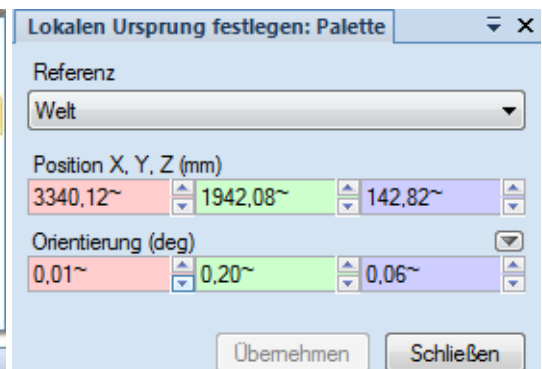 Lokalen Ursprung festlegen: Palette
Referenz
Welt
Position X, Y, Z (mm)
3340,12~ 1942,08~ 142,82~
Orientierung (deg)
0,01~ 0,20~ 0,06~
Übernehmen Schließen